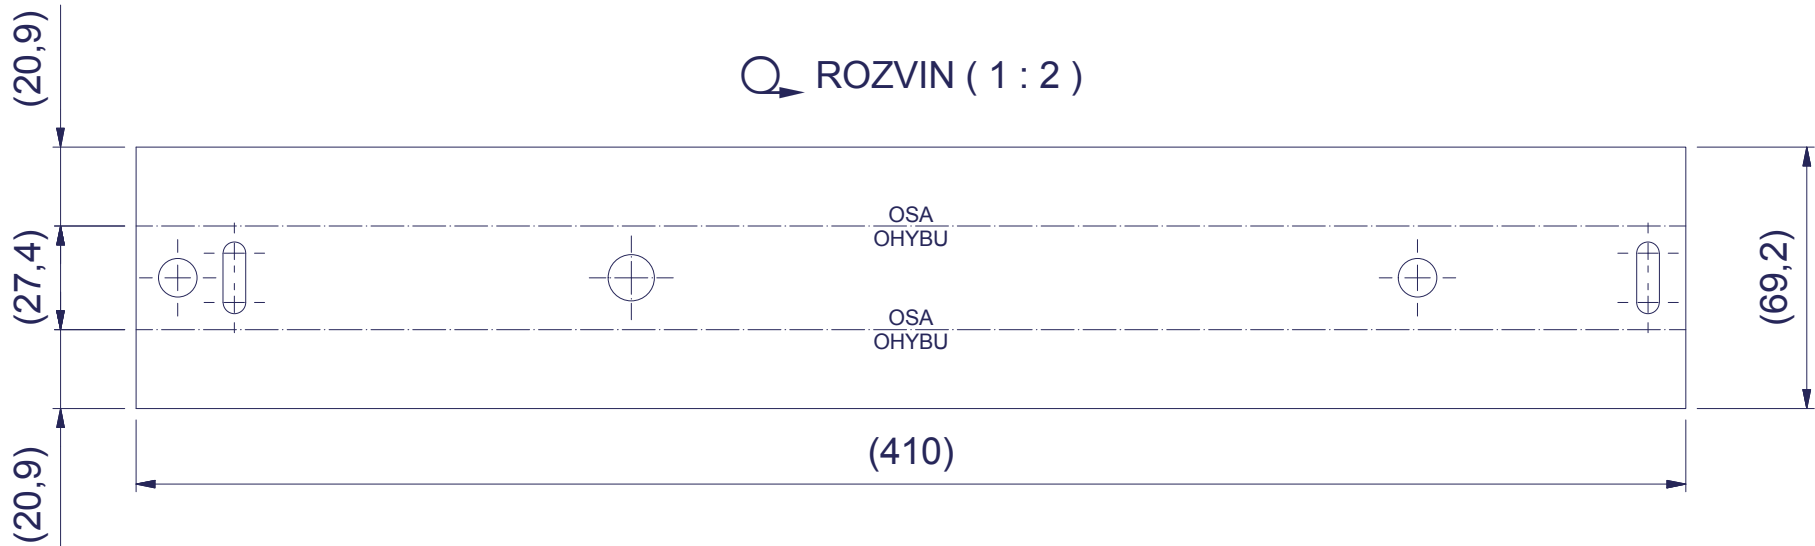 (20,9)
ROZVIN ( 1 : 2 )
OSA
OHYBU
(27,4)
(69,2)
OSA
OHYBU
(410)
(20,9)